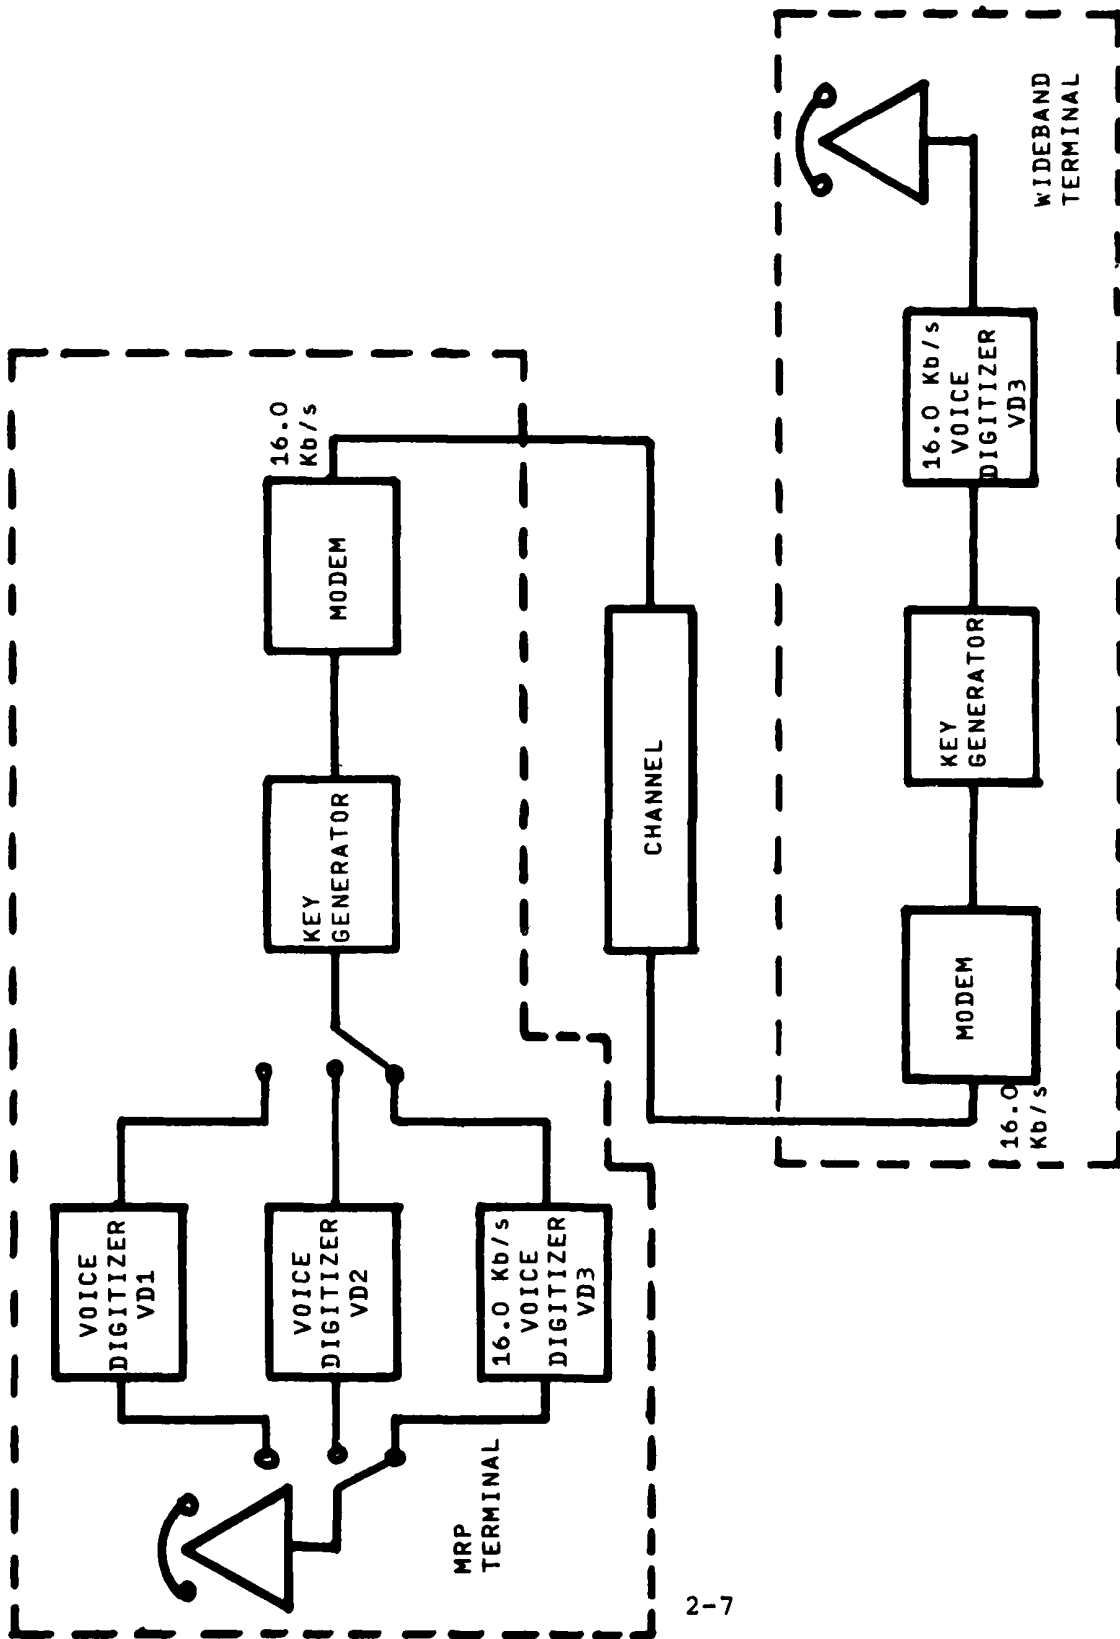 VOICE
DIGITIZER
VD1
VOICE
DIGITIZER
VD2
16.0 Kb/s
VOICE
DIGITIZER
VD3
MRP
TERMINAL
KEY
GENERATOR
MODEM
16.0
Kb/s
CHANNEL
16.0
Kb/s
MODEM
KEY
GENERATOR
16.0 Kb/s
VOICE
DIGITIZER
VD3
WIDEBAND
TERMINAL
2-7